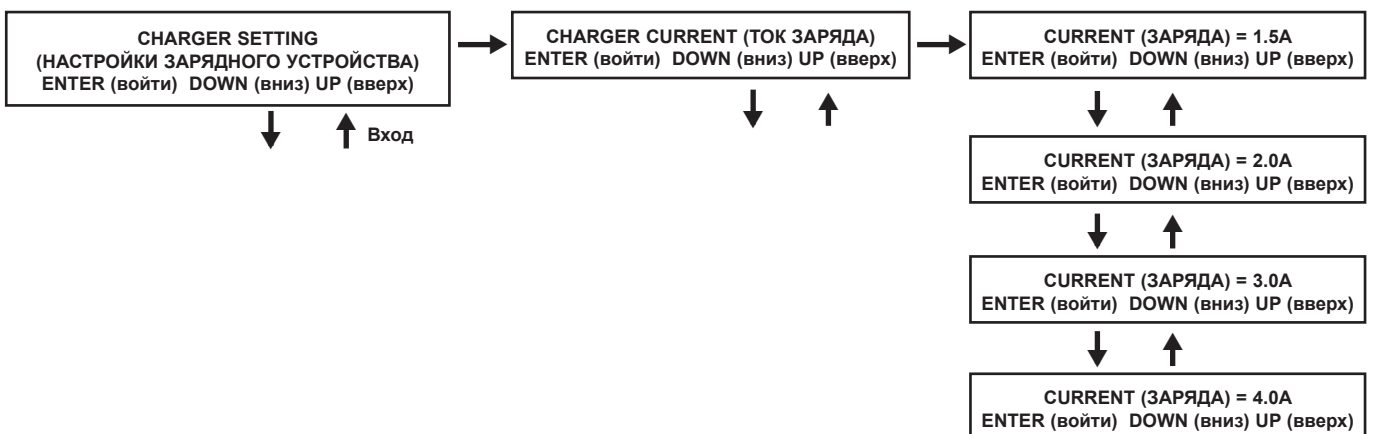 CHARGER SETTING
(НАСТРОЙКИ ЗАРЯДНОГО УСТРОЙСТВА)
ENTER (войти) DOWN (вниз) UP (вверх)
Вход
CHARGER CURRENT (ТОК ЗАРЯДА)
ENTER (войти) DOWN (вниз) UP (вверх)
CURRENT (ЗАРЯДА) = 1.5A
ENTER (войти) DOWN (вниз) UP (вверх)
CURRENT (ЗАРЯДА) = 2.0A
ENTER (войти) DOWN (вниз) UP (вверх)
CURRENT (ЗАРЯДА) = 3.0A
ENTER (войти) DOWN (вниз) UP (вверх)
CURRENT (ЗАРЯДА) = 4.0A
ENTER (войти) DOWN (вниз) UP (вверх)